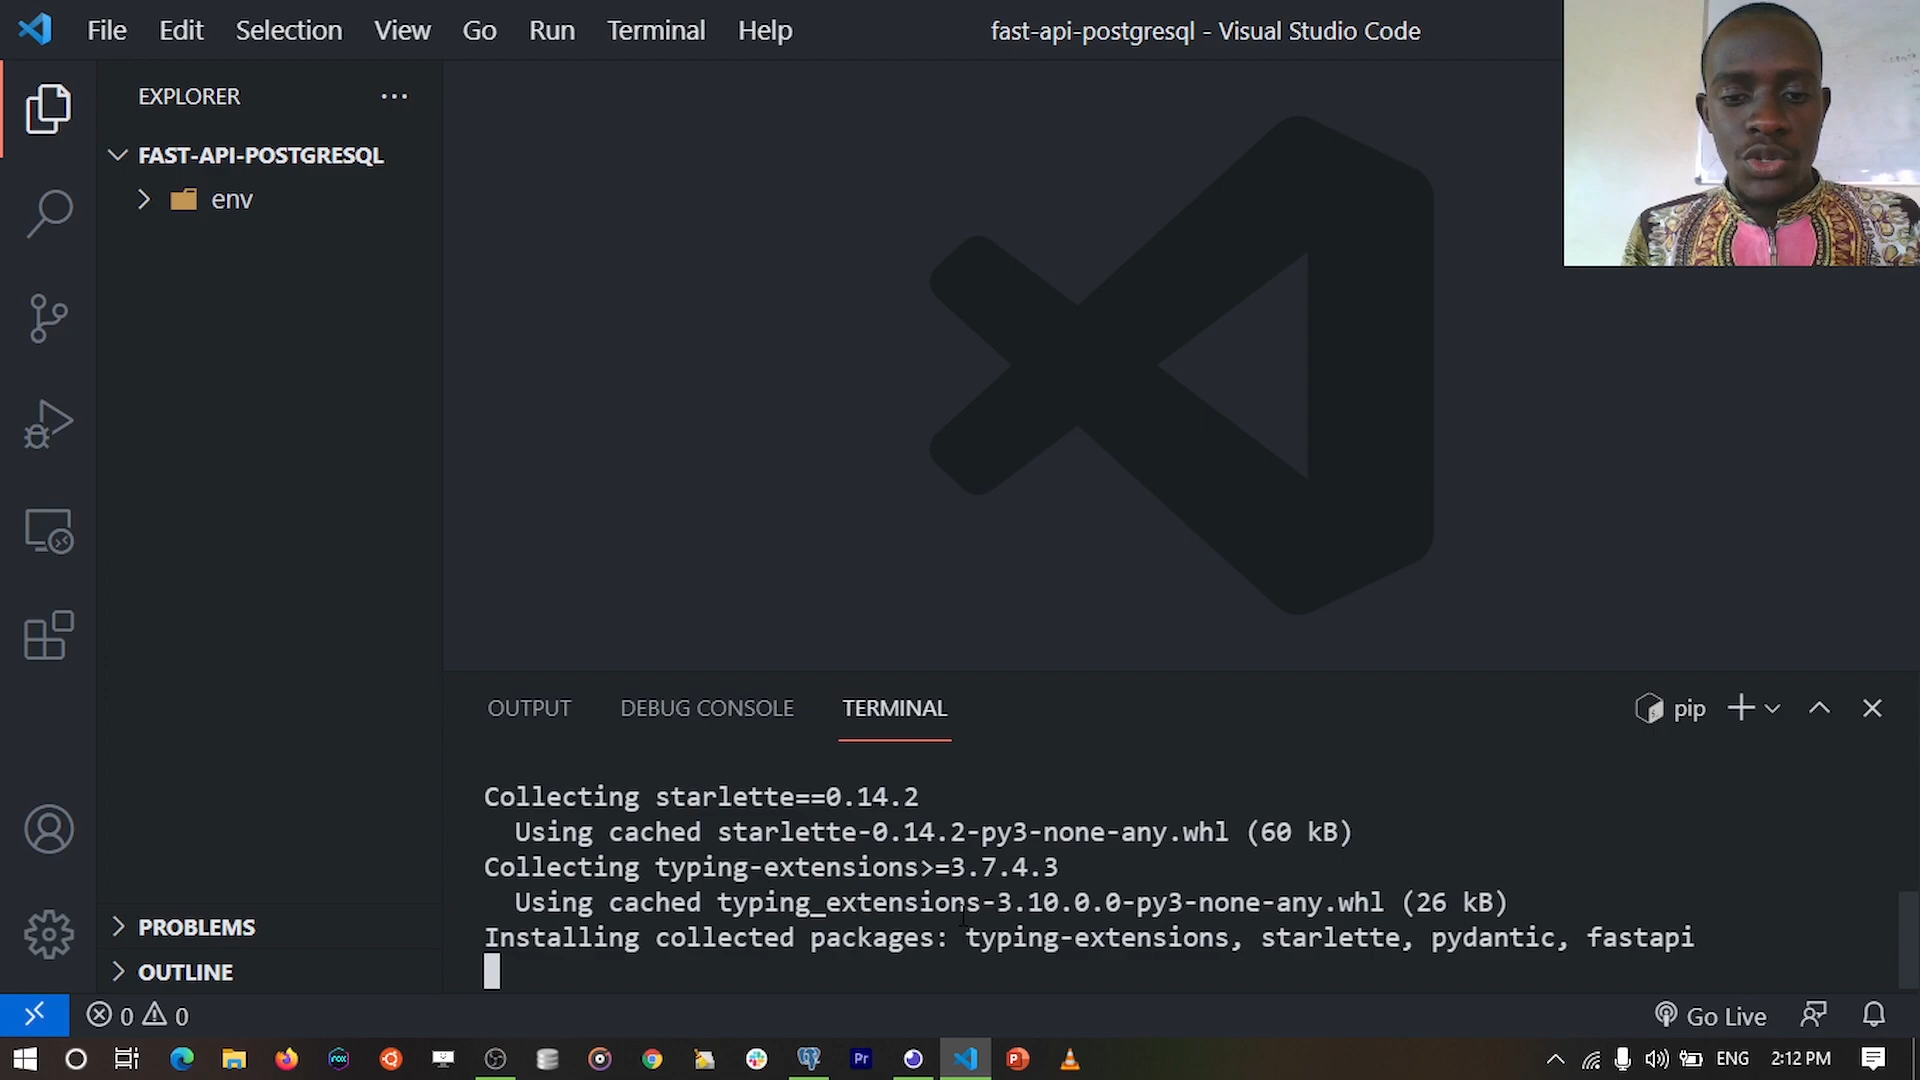 File Edit Selection View Go Run Terminal Help
fast-api-postgresql - Visual Studio Code
EXPLORER
FAST-API-POSTGRESQL
env
OUTPUT DEBUG CONSOLE TERMINAL
pip
Collecting starlette==0.14.2
Using cached starlette-0.14.2-py3-none-any.whl (60 kB)
Collecting typing-extensions>=3.7.4.3
Using cached typing_extensions-3.10.0.0-py3-none-any.whl (26 kB)
Installing collected packages: typing-extensions, starlette, pydantic, fastapi
PROBLEMS
OUTLINE
0 0
Go Live
nox
Pr
ENG
2:12 PM